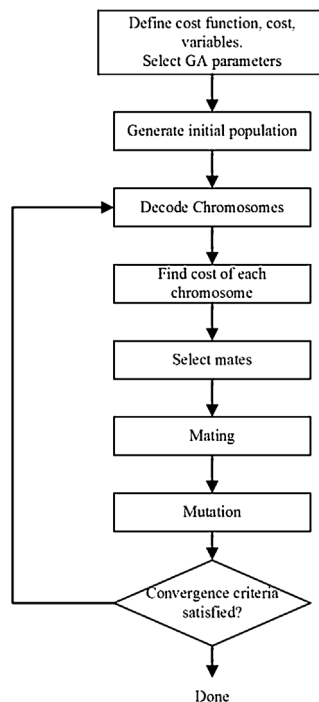 Define cost function, cost,
variables.
Select GA parameters
Generate initial population
Decode Chromosomes
Find cost of each
chromosome
Select mates
Mating
Mutation
Convergence criteria
satisfied?
Done